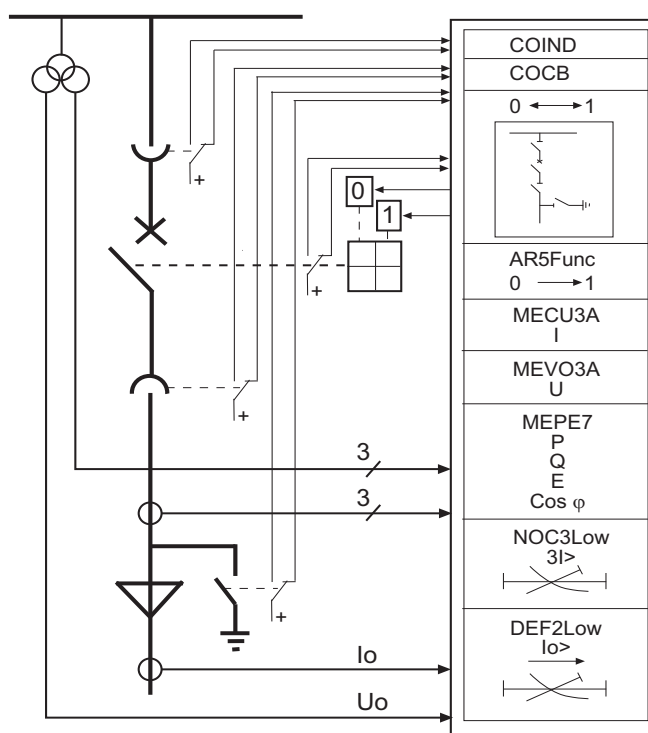 COIND
COCB
0 1
+
0
1
+
AR5Func
0 1
MECU3A
I
MEVO3A
U
+
MEPE7
P
Q
E
Cos φ
3
3
NOC3Low
3I>
+
DEF2Low
Io>
Io
Uo